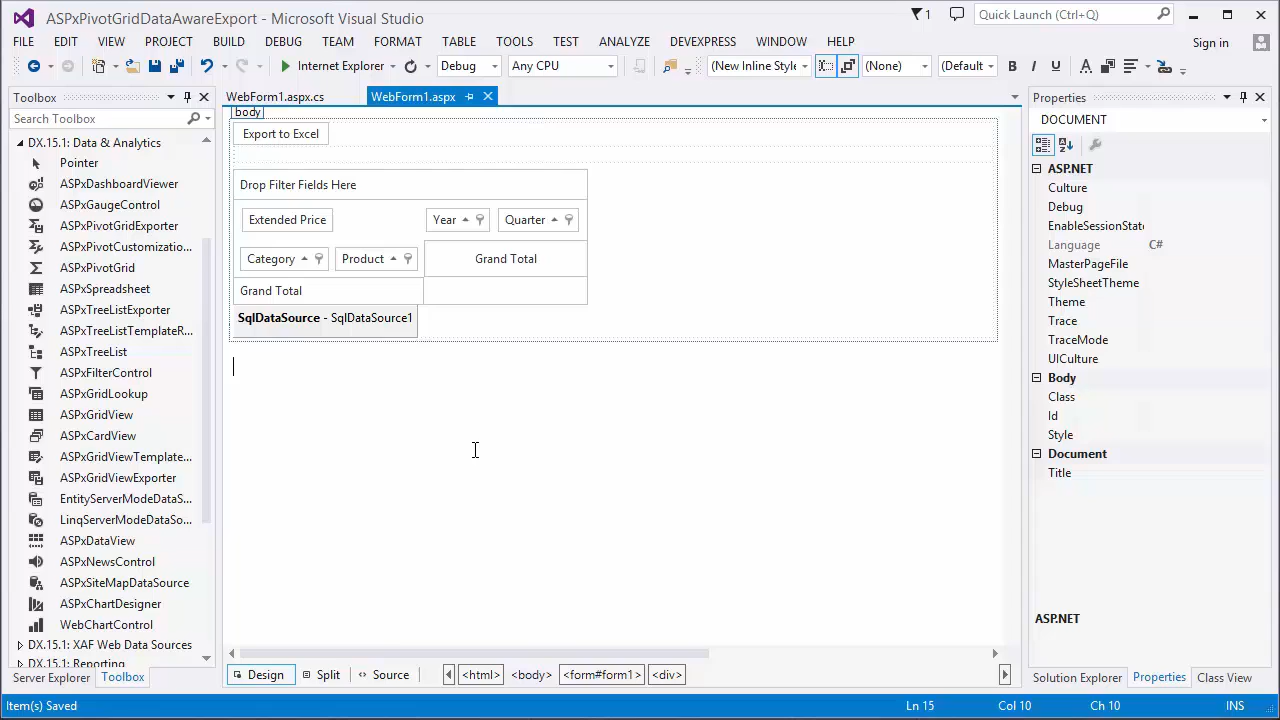 ASPxPivotGridDataAwareExport - Microsoft Visual Studio
1
Quick Launch (Ctrl+Q)
FILE EDIT VIEW PROJECT BUILD DEBUG TEAM FORMAT TABLE TOOLS TEST ANALYZE DEVEXPRESS WINDOW HELP
Sign in
Internet Explorer Debug Any CPU (New Inline Style (None) (Default B I U A
Toolbox
Search Toolbox
DX.15.1: Data & Analytics
Pointer
ASPxDashboardViewer
ASPxGaugeControl
ASPxPivotGridExporter
ASPxPivotCustomizatio...
ASPxPivotGrid
ASPxSpreadsheet
ASPxTreeListExporter
ASPxTreeListTemplateR...
ASPxTreeList
ASPxFilterControl
ASPxGridLookup
ASPxGridView
ASPxCardView
ASPxGridViewTemplate...
ASPxGridViewExporter
EntityServerModeDataS...
LinqServerModeDataSo...
ASPxDataView
ASPxNewsControl
ASPxSiteMapDataSource
ASPxChartDesigner
WebChartControl
DX.15.1: XAF Web Data Sources
DX.15.1: Reporting
Server Explorer Toolbox
WebForm1.aspx.cs WebForm1.aspx
body
Export to Excel
Drop Filter Fields Here
Extended Price Year Quarter
Category Product Grand Total
Grand Total
SqlDataSource - SqlDataSource1
Design Split Source <html> <body> <form#form1> <div>
Properties
DOCUMENT
ASP.NET
Culture
Debug
EnableSessionState
Language C#
MasterPageFile
StyleSheetTheme
Theme
Trace
TraceMode
UICulture
Body
Class
Id
Style
Document
Title
ASP.NET
Solution Explorer Properties Class View
Item(s) Saved Ln 15 Col 10 Ch 10 INS